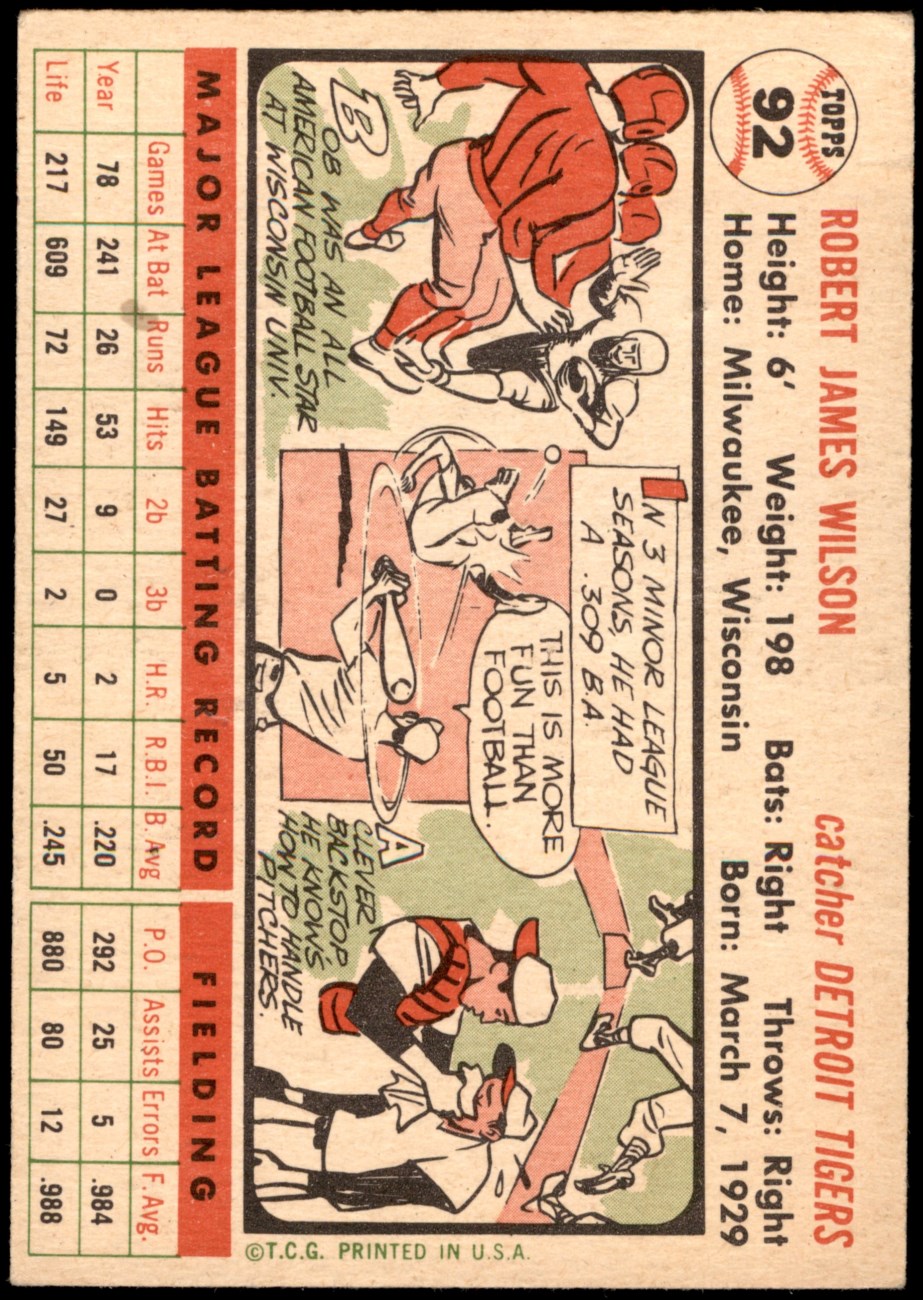 TOPPS
92
ROBERT JAMES WILSON catcher DETROIT TIGERS
Height: 6' Weight: 198 Bats: Right Throws: Right
Home: Milwaukee, Wisconsin Born: March 7, 1929
BOB WAS AN ALL
AMERICAN FOOTBALL STAR
AT WISCONSIN UNIV.
IN 3 MINOR LEAGUE
SEASONS, HE HAD
A .309 B.A.
THIS IS MORE
FUN THAN
FOOTBALL.
A
CLEVER
BACKSTOP,
HE KNOWS
HOW TO HANDLE
PITCHERS.
MAJOR LEAGUE BATTING RECORD FIELDING
Games At Bat Runs Hits 2b 3b H.R. R.B.I. B. Avg P.O. Assists Errors F. Avg.
Year 78 241 26 53 9 0 2 17 .220 292 25 5 .984
Life 217 609 72 149 27 2 5 50 .245 880 80 12 .988
©T.C.G. PRINTED IN U.S.A.